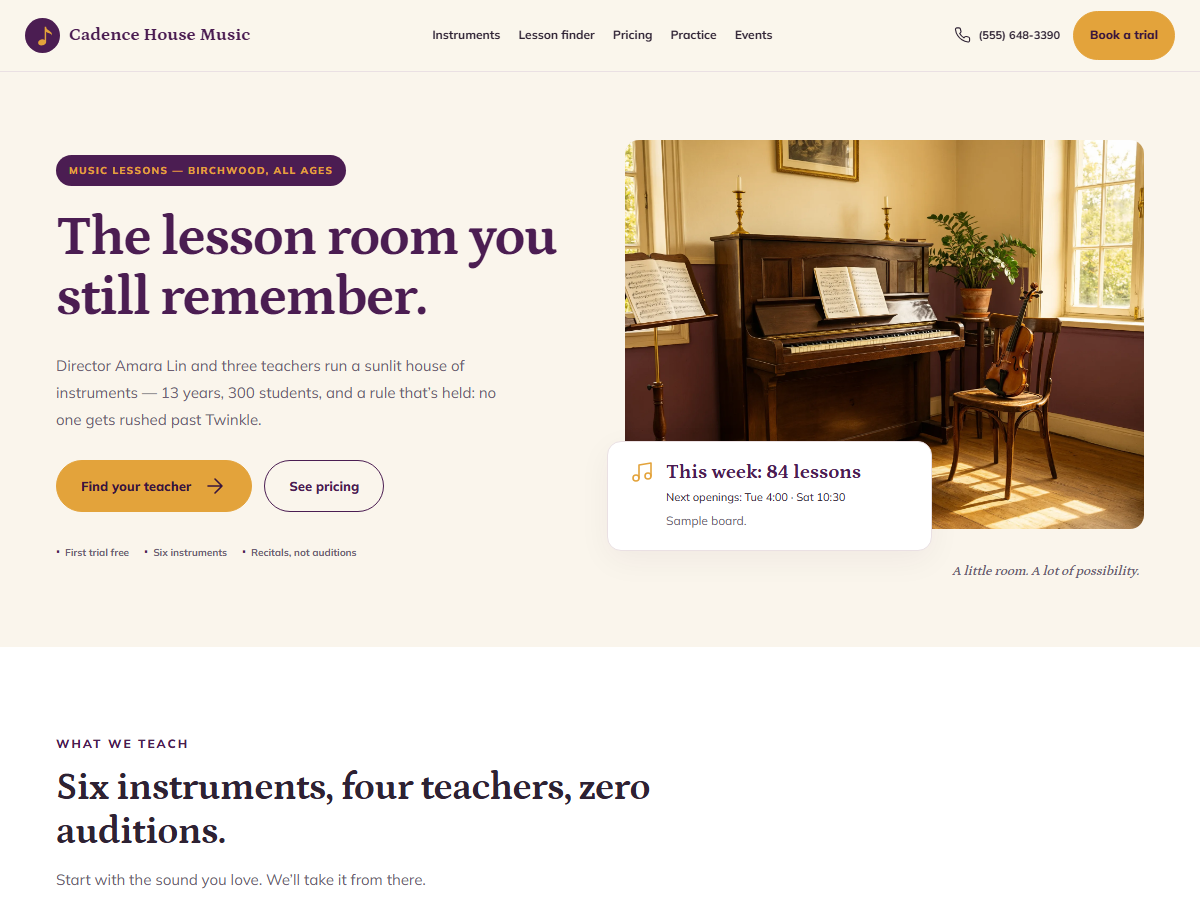 Cadence House Music
Instruments
Lesson finder
Pricing
Practice
Events
(555) 648-3390
Book a trial
MUSIC LESSONS — BIRCHWOOD, ALL AGES
The lesson room you
still remember.
Director Amara Lin and three teachers run a sunlit house of
instruments — 13 years, 300 students, and a rule that’s held: no
one gets rushed past Twinkle.
Find your teacher
See pricing
• First trial free
• Six instruments
• Recitals, not auditions
This week: 84 lessons
Next openings: Tue 4:00 · Sat 10:30
Sample board.
A little room. A lot of possibility.
WHAT WE TEACH
Six instruments, four teachers, zero
auditions.
Start with the sound you love. We’ll take it from there.